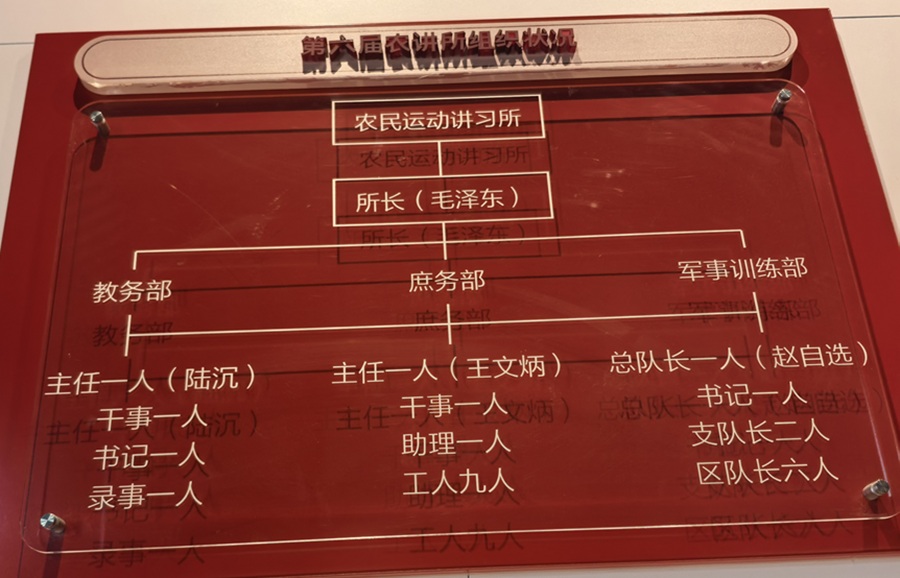 第六届农讲所组织状况
农民运动讲习所
所长（毛泽东）
教务部
庶务部
军事训练部
主任一人（陆沉）
干事一人
书记一人
录事一人
主任一人（王文炳）
干事一人
助理一人
工人九人
总队长一人（赵自选）
书记一人
支队长二人
区队长六人